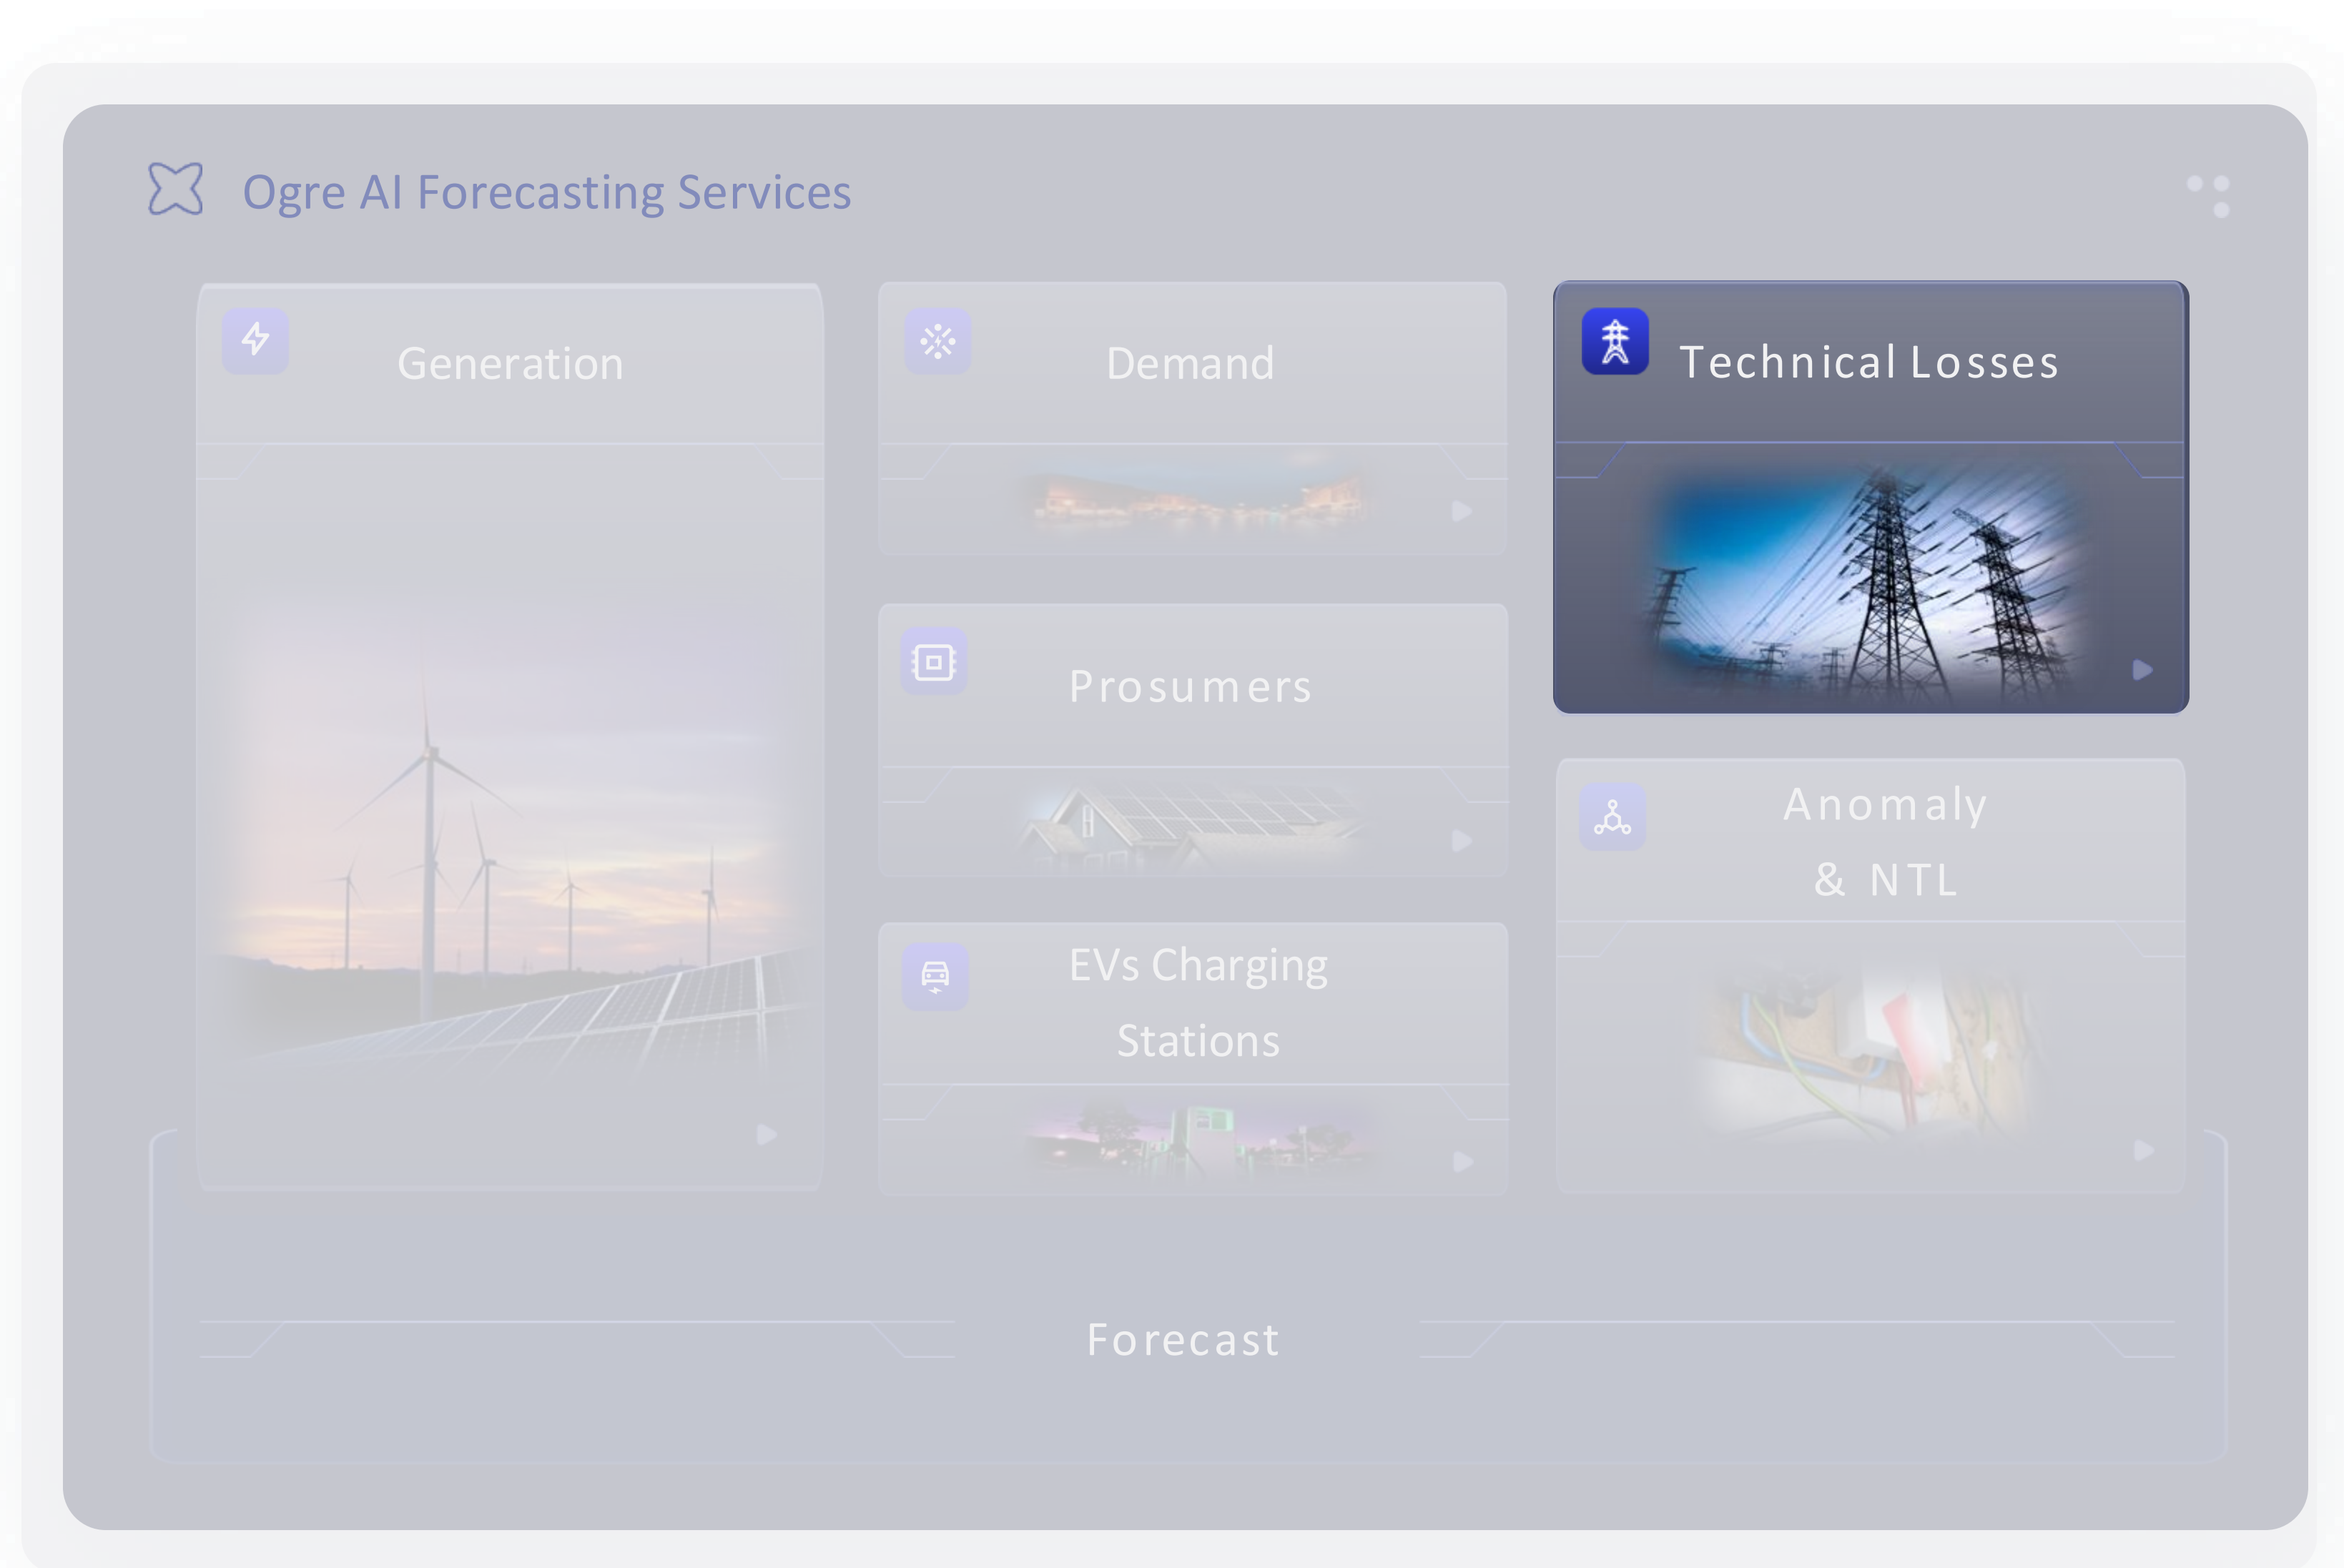 Ogre AI Forecasting Services
Generation
Demand
Technical Losses
Prosumers
Anomaly
& NTL
EVs Charging
Stations
Forecast